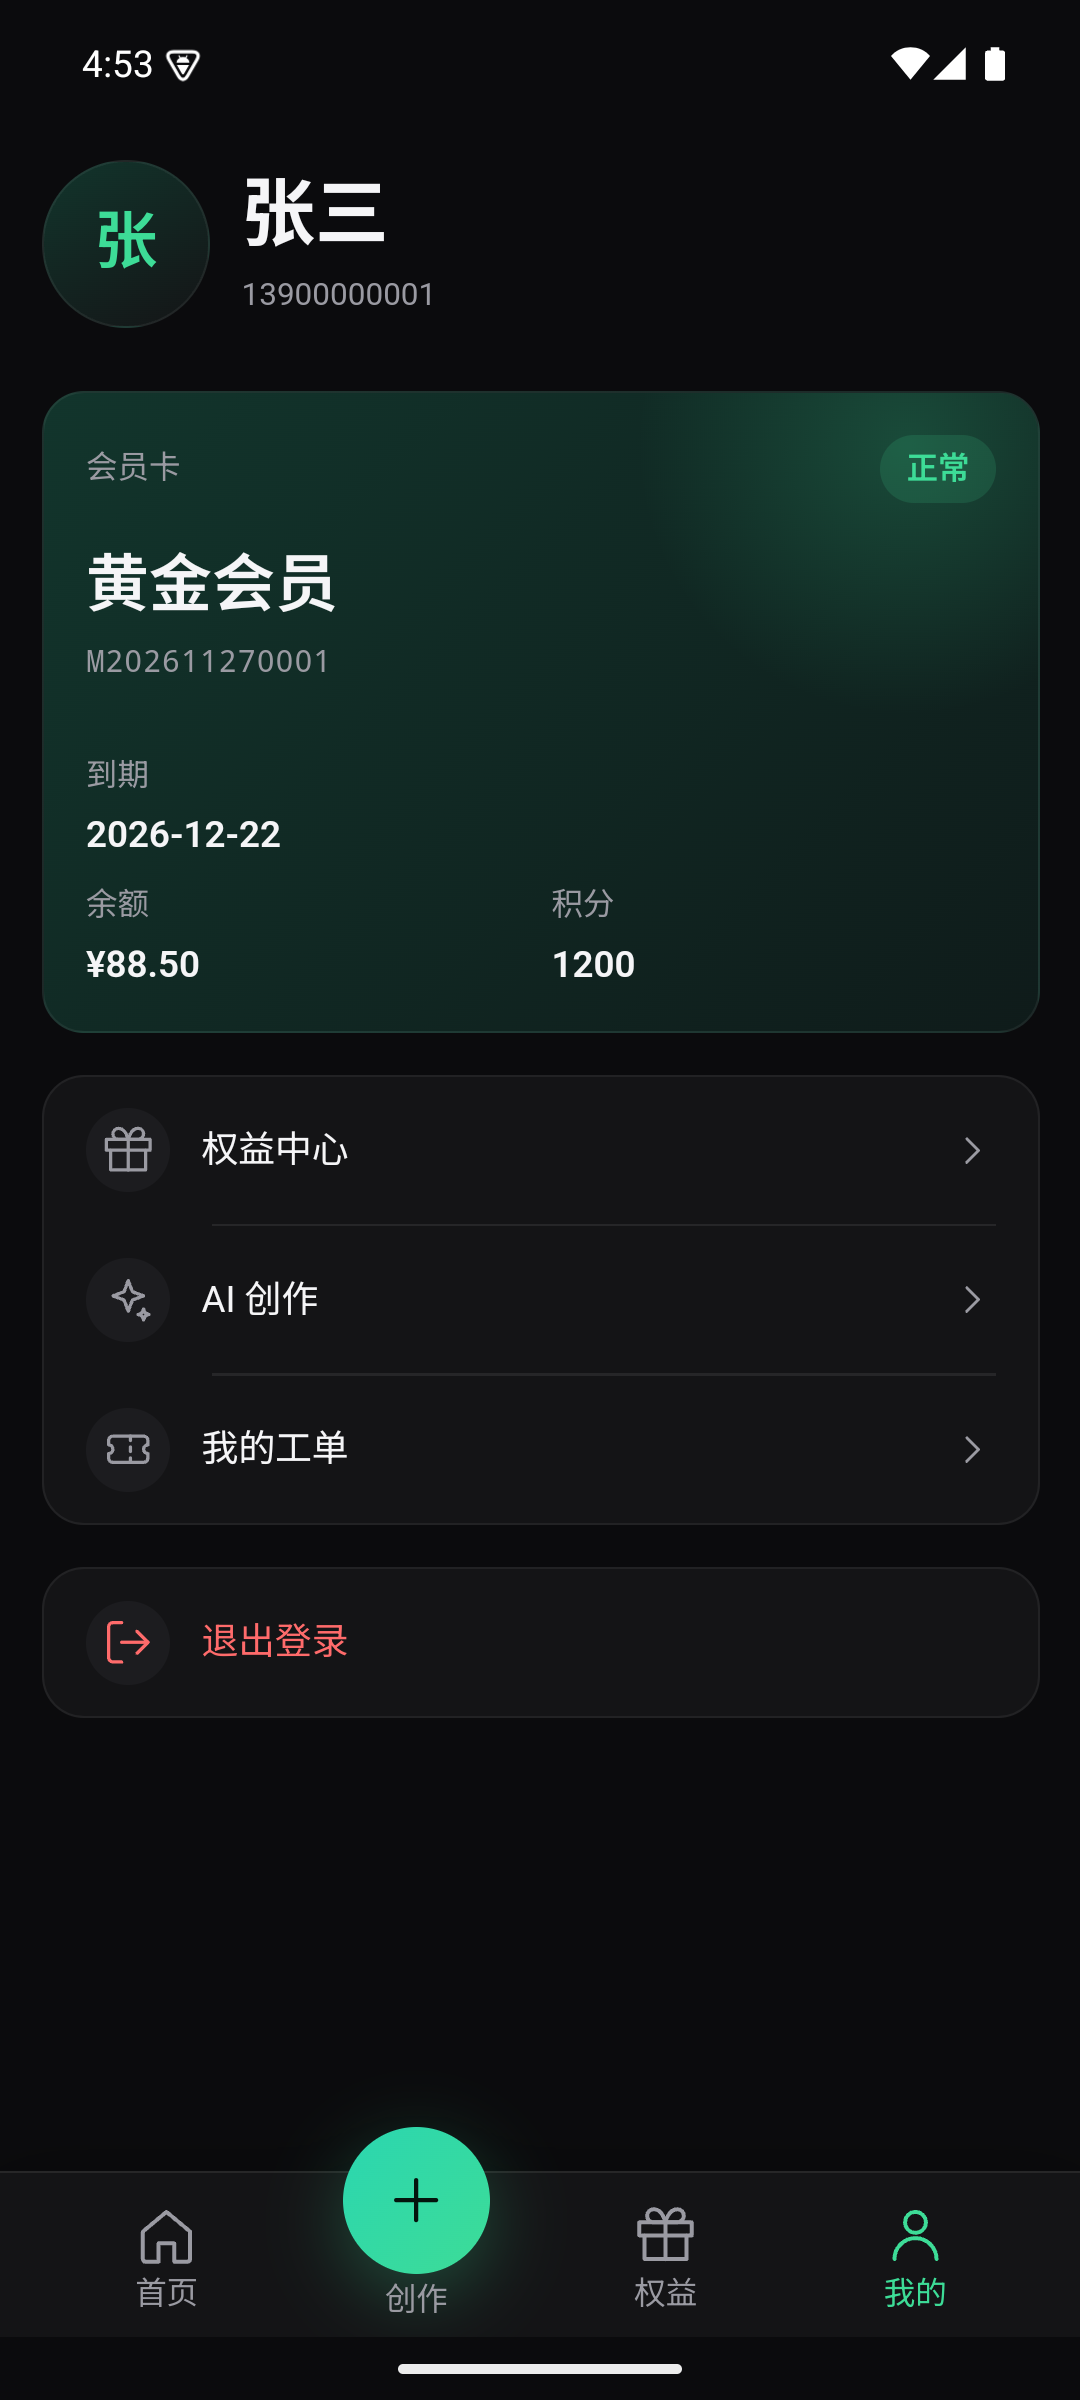 4:53
张
张三
13900000001
会员卡
正常
黄金会员
M202611270001
到期
2026-12-22
余额
积分
¥88.50
1200
权益中心
AI 创作
我的工单
退出登录
首页
创作
权益
我的